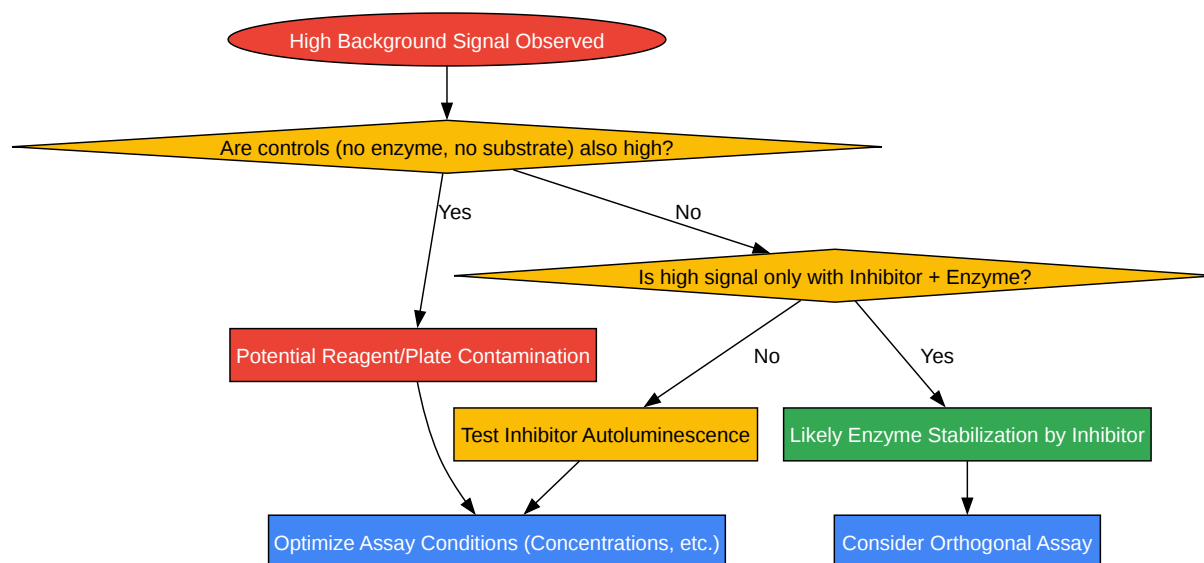 High Background Signal Observed
Are controls (no enzyme, no substrate) also high?
Yes
No
Is high signal only with Inhibitor + Enzyme?
Potential Reagent/Plate Contamination
No
Yes
Test Inhibitor Autoluminescence
Likely Enzyme Stabilization by Inhibitor
Optimize Assay Conditions (Concentrations, etc.)
Consider Orthogonal Assay